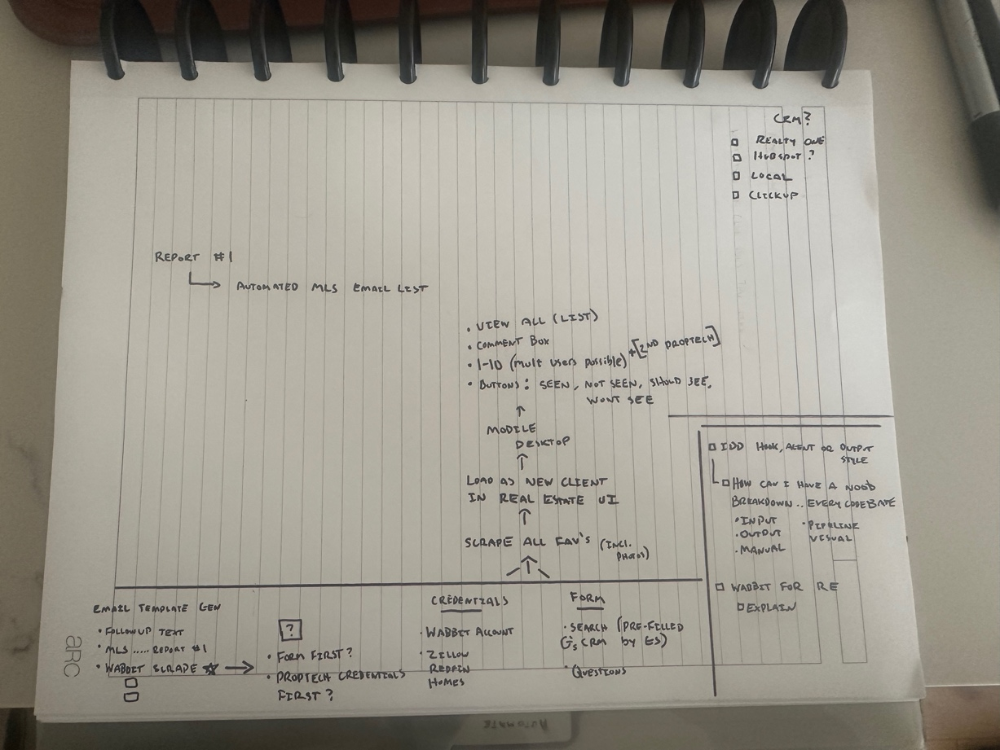 CRM?
REALTY ONE
HUBSPOT ?
LOCAL
CLICKUP
REPORT #1
AUTOMATED MLS EMAIL LIST
VIEW ALL (LIST)
COMMENT BOX
1-10 (mult users possible) + [2ND PROPTECH]
BUTTONS: SEEN, NOT SEEN, SHOULD SEE,
WONT SEE
MOBILE
DESKTOP
LOAD AS NEW CLIENT
IN REAL ESTATE UI
SCRAPE ALL FAV'S (INCL.
PHOTOS)
EMAIL TEMPLATE GEN
FOLLOWUP TEXT
MLS ..... REPORT #1
WABBIT SCRAPE
?
FORM FIRST?
PROPTECH CREDENTIALS
FIRST?
CREDENTIALS
WABBIT ACCOUNT
ZILLOW
REDFIN
HOMES
FORM
SEARCH (PRE-FILLED
CRM by ES)
QUESTIONS
HOOK, AGENT OR OUTPUT
STYLE
HOW CAN I HAVE A NOOB
BREAKDOWN.. EVERY CODEBASE
INPUT
OUTPUT
MANUAL
PIPELINE
VISUAL
WABBIT FOR RE
EXPLAIN
arc
AUTOMATE